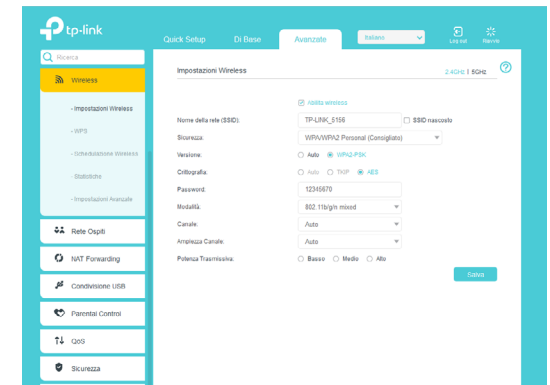 tp-link
Quick Setup
Di Base
Avanzate
Italiano
Log out
Riavvio
Ricerca
Wireless
- Impostazioni Wireless
- WPS
- Schedulazione Wireless
- Statistiche
- Impostazioni Avanzate
Rete Ospiti
NAT Forwarding
Condivisione USB
Parental Control
QoS
Sicurezza
Impostazioni Wireless
2.4GHz | 5GHz
?
Abilita wireless
Nome della rete (SSID): TP-LINK_5156 SSID nascosto
Sicurezza: WPA/WPA2 Personal (Consigliato)
Versione: Auto WPA2-PSK
Crittografia: Auto TKIP AES
Password: 12345670
Modalità: 802.11b/g/n mixed
Canale: Auto
Ampiezza Canale: Auto
Potenza Trasmissiva: Basso Medio Alto
Salva